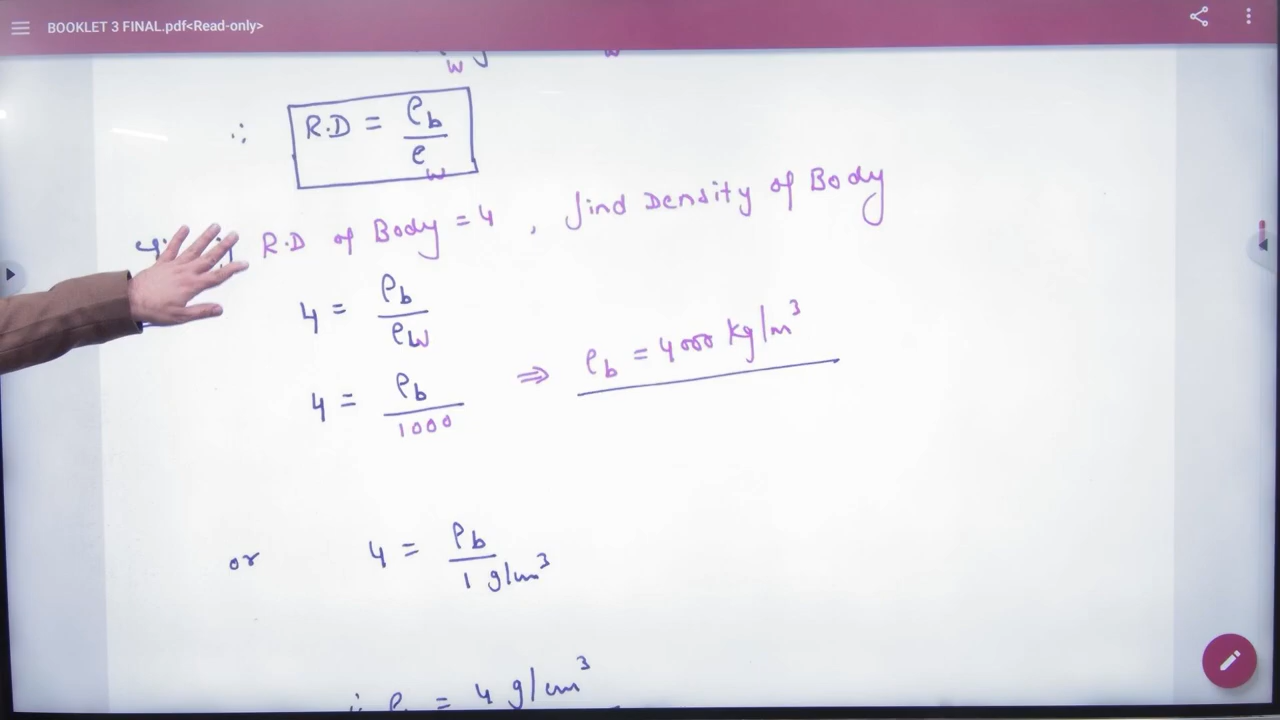 BOOKLET 3 FINAL.pdf<Read-only>
w w
∴ R.D = ρb / ρw
R.D of Body = 4 , find Density of Body
4 = ρb / ρw
4 = ρb / 1000 ⇒ ρb = 4000 kg/m³
or 4 = ρb / 1 g/cm³
∴ ρ = 4 g/cm³